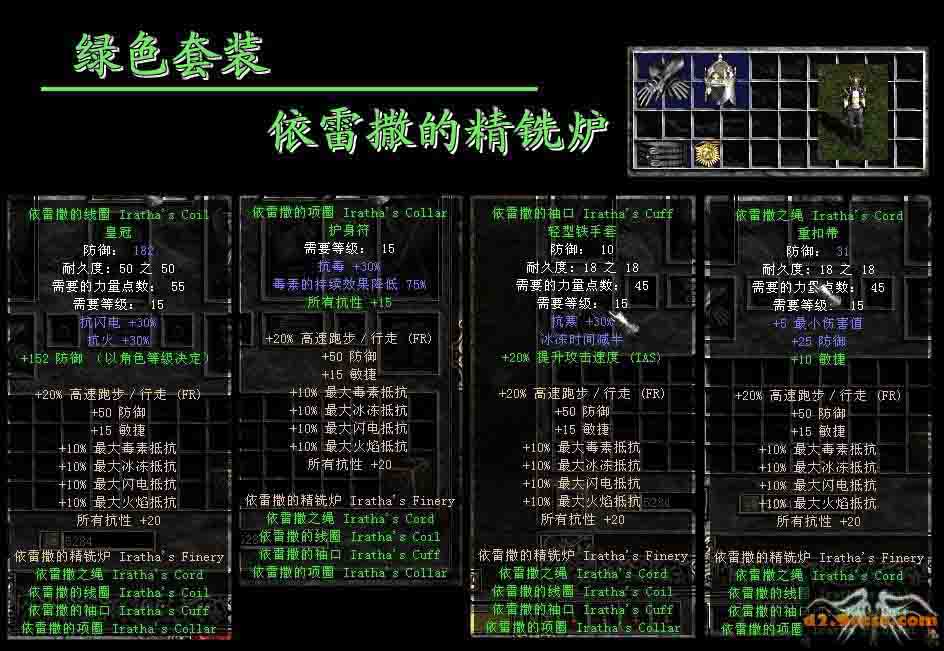 绿色套装
依雷撒的精铣炉
依雷撒的线圈 Iratha's Coil
皇冠
防御: 182
耐久度: 50 之 50
需要的力量点数: 55
需要等级: 15
抗闪电 +30%
抗火 +30%
+152 防御 (以角色等级决定)
+20% 高速跑步/行走 (FR)
+50 防御
+15 敏捷
+10% 最大毒素抵抗
+10% 最大冰冻抵抗
+10% 最大闪电抵抗
+10% 最大火焰抵抗
所有抗性 +20
依雷撒的精铣炉 Iratha's Finery
依雷撒之绳 Iratha's Cord
依雷撒的线圈 Iratha's Coil
依雷撒的袖口 Iratha's Cuff
依雷撒的项圈 Iratha's Collar
依雷撒的项圈 Iratha's Collar
护身符
需要等级: 15
抗毒 +30%
毒素的持续效果降低 75%
所有抗性 +15
+20% 高速跑步/行走 (FR)
+50 防御
+15 敏捷
+10% 最大毒素抵抗
+10% 最大冰冻抵抗
+10% 最大闪电抵抗
+10% 最大火焰抵抗
所有抗性 +20
依雷撒的精铣炉 Iratha's Finery
依雷撒之绳 Iratha's Cord
依雷撒的线圈 Iratha's Coil
依雷撒的袖口 Iratha's Cuff
依雷撒的项圈 Iratha's Collar
依雷撒的袖口 Iratha's Cuff
轻型铁手套
防御: 10
耐久度: 18 之 18
需要的力量点数: 45
需要等级: 15
抗寒 +30%
冰冻时间减半
+20% 提升攻击速度 (IAS)
+20% 高速跑步/行走 (FR)
+50 防御
+15 敏捷
+10% 最大毒素抵抗
+10% 最大冰冻抵抗
+10% 最大闪电抵抗
+10% 最大火焰抵抗
所有抗性 +20
依雷撒的精铣炉 Iratha's Finery
依雷撒之绳 Iratha's Cord
依雷撒的线圈 Iratha's Coil
依雷撒的袖口 Iratha's Cuff
依雷撒的项圈 Iratha's Collar
依雷撒之绳 Iratha's Cord
重扣带
防御: 31
耐久度: 18 之 18
需要的力量点数: 45
需要等级: 15
+5 最小伤害值
+25 防御
+10 敏捷
+20% 高速跑步/行走 (FR)
+50 防御
+15 敏捷
+10% 最大毒素抵抗
+10% 最大冰冻抵抗
+10% 最大闪电抵抗
+10% 最大火焰抵抗
所有抗性 +20
依雷撒的精铣炉 Iratha's Finery
依雷撒之绳 Iratha's Cord
依雷撒的线
依雷撒的袖口
依雷撒的项圈